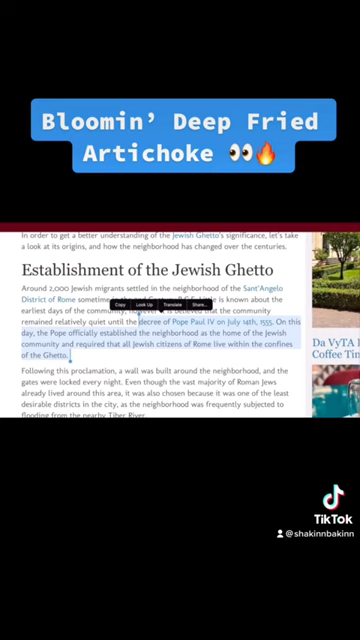 Bloomin' Deep Fried
Artichoke 👀🔥
In order to get a better understanding of the Jewish Ghetto's significance, let's take
a look at its origins, and how the neighborhood has changed over the centuries.
Establishment of the Jewish Ghetto
Around 2,000 Jewish migrants settled in the neighborhood of the Sant'Angelo
District of Rome sometime
is known about the
Copy Look Up Translate Share...
earliest days of the community, however it is believed that the community
remained relatively quiet until the decree of Pope Paul IV on July 14th, 1555. On this
day, the Pope officially established the neighborhood as the home of the Jewish
community and required that all Jewish citizens of Rome live within the confines
of the Ghetto.
Following this proclamation, a wall was built around the neighborhood, and the
gates were locked every night. Even though the vast majority of Roman Jews
already lived around this area, it was also chosen because it was one of the least
desirable districts in the city, as the neighborhood was frequently subjected to
flooding from the nearby Tiber River.
Da VyTA
Coffee Tim
TikTok
@shakinnbakinn